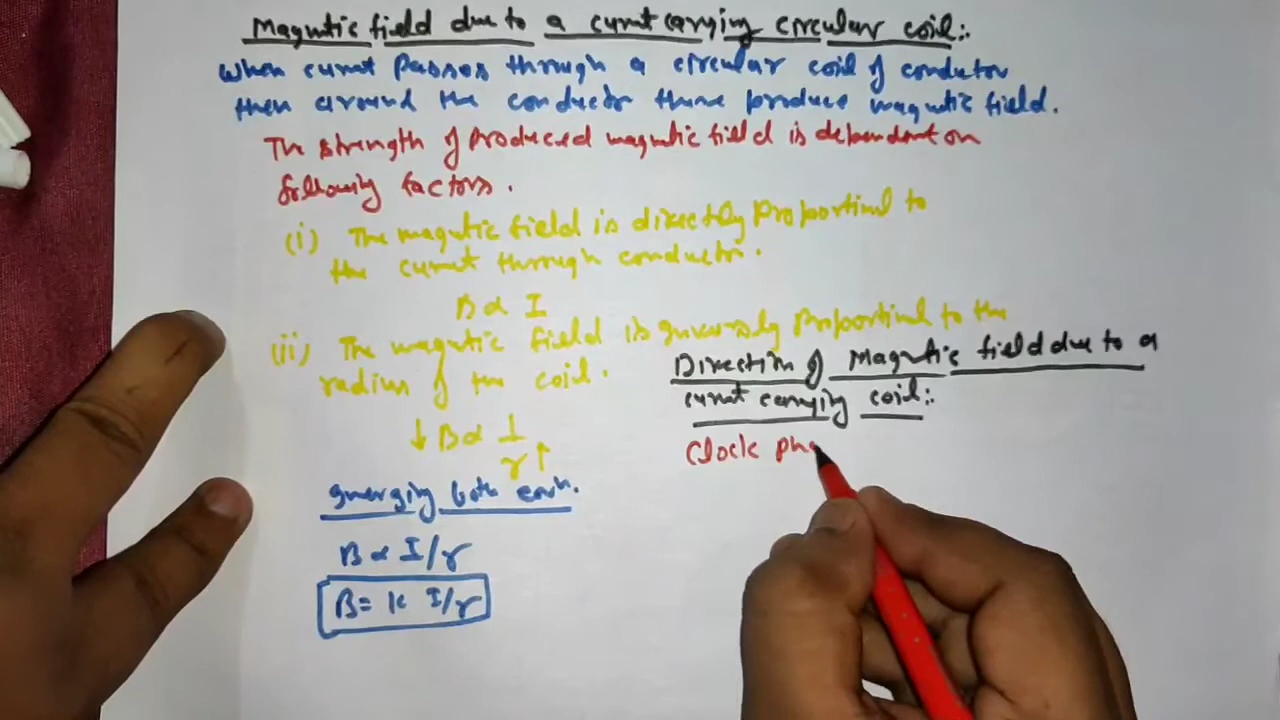 Magnetic field due to a current carrying circular coil:.
When current passes through a circular coil of conductor
then around the conductor there produce magnetic field.
The strength of produced magnetic field is dependent on
following factors.
(i) The magnetic field is directly proportional to
the current through conductor.
B ∝ I
(ii) The magnetic field is inversely proportional to the
radius of the coil.
↓ B ∝ 1/r ↑
both
B ∝ I/r
B = K I/r
Direction of Magnetic field due to a
current carrying coil:.
Clock pha